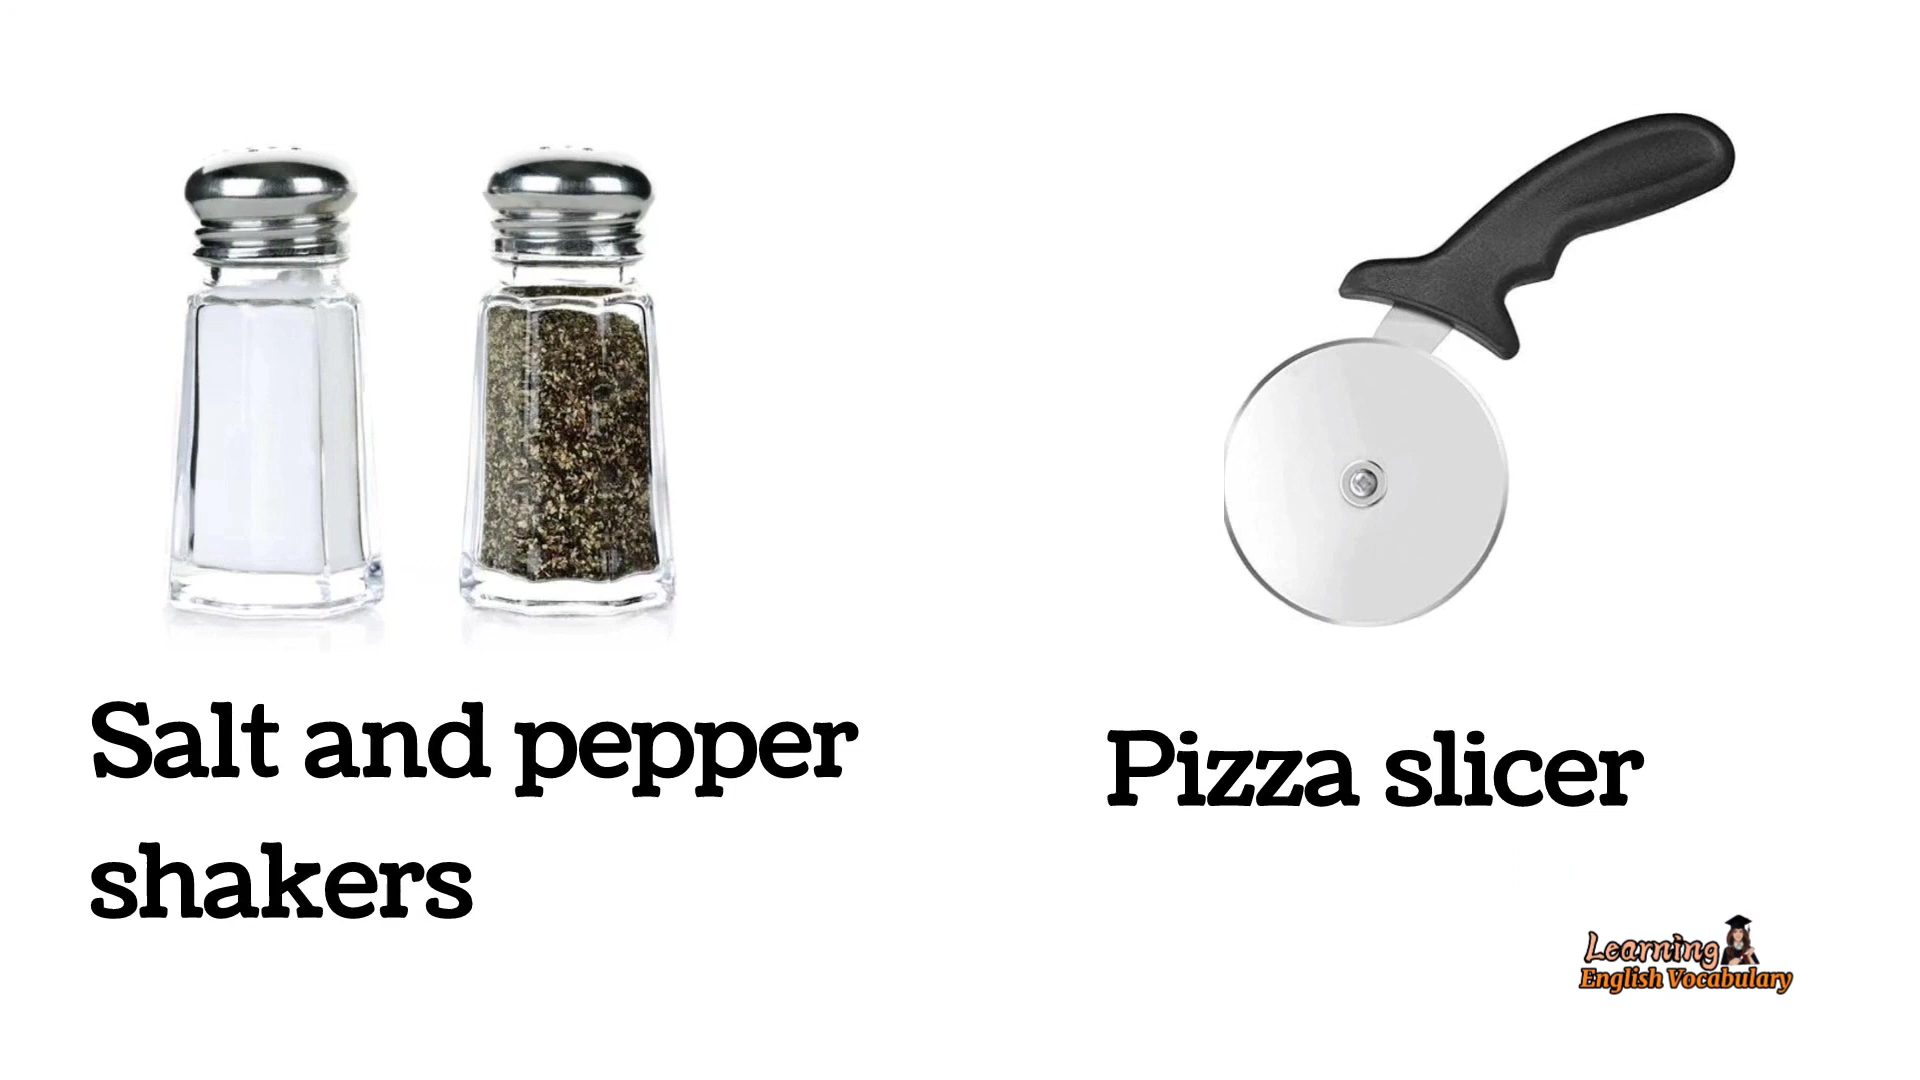 Salt and pepper
shakers
Pizza slicer
Learning
English Vocabulary